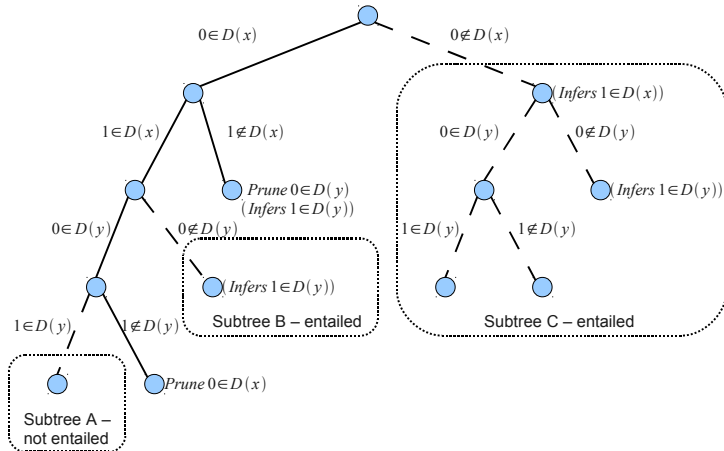 0∈D(x)
0∉D(x)
(Infers 1∈D(x))
1∈D(x)
1∉D(x)
0∈D(y)
0∉D(y)
Prune 0∈D(y)
(Infers 1∈D(y))
(Infers 1∈D(y))
0∈D(y)
0∉D(y)
1∈D(y)
1∉D(y)
(Infers 1∈D(y))
Subtree B – entailed
Subtree C – entailed
1∈D(y)
1∉D(y)
Prune 0∈D(x)
Subtree A –
not entailed